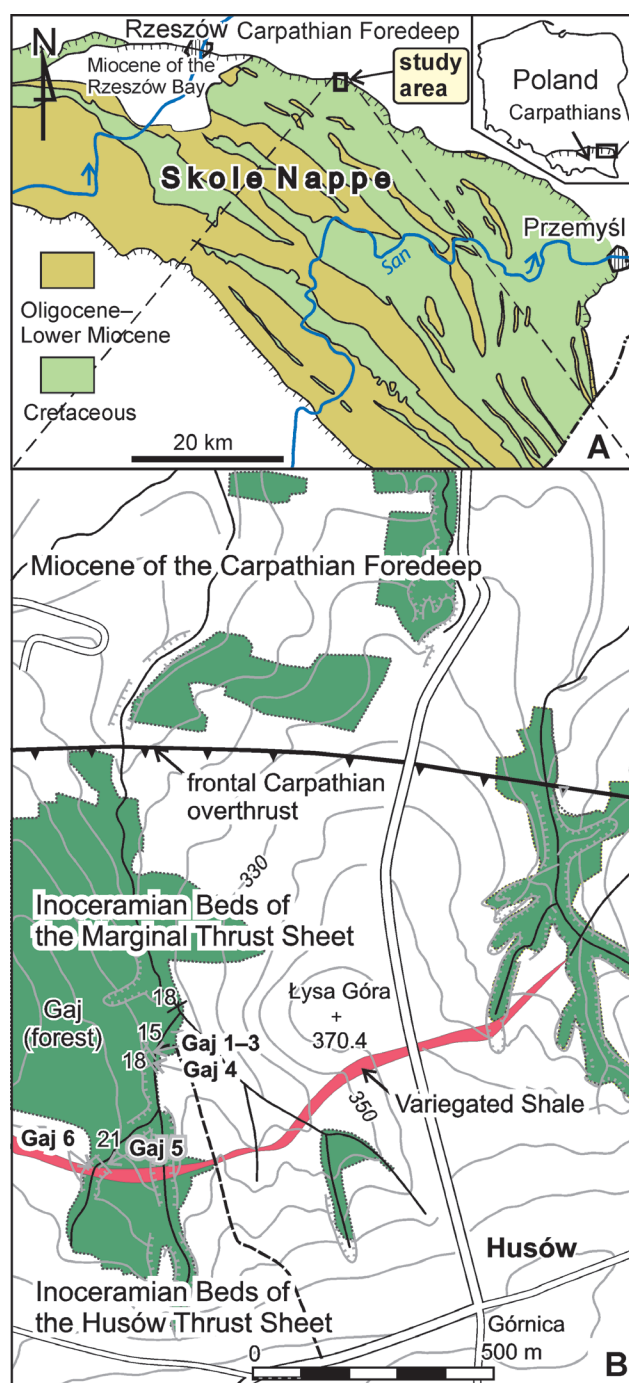 Rzeszów
Carpathian Foredeep
N
Miocene of the
Rzeszów Bay
study
area
Poland
Carpathians
Skole Nappe
Przemyśl
San
Oligocene–
Lower Miocene
Cretaceous
20 km
A
Miocene of the Carpathian Foredeep
frontal Carpathian
overthrust
330
Inoceramian Beds of
the Marginal Thrust Sheet
Gaj
(forest)
18
Łysa Góra
+
370.4
15
Gaj 1–3
18
Gaj 4
350
Variegated Shale
Gaj 6
21
Gaj 5
Husów
Inoceramian Beds of
the Husów Thrust Sheet
Górnica
0
500 m
B